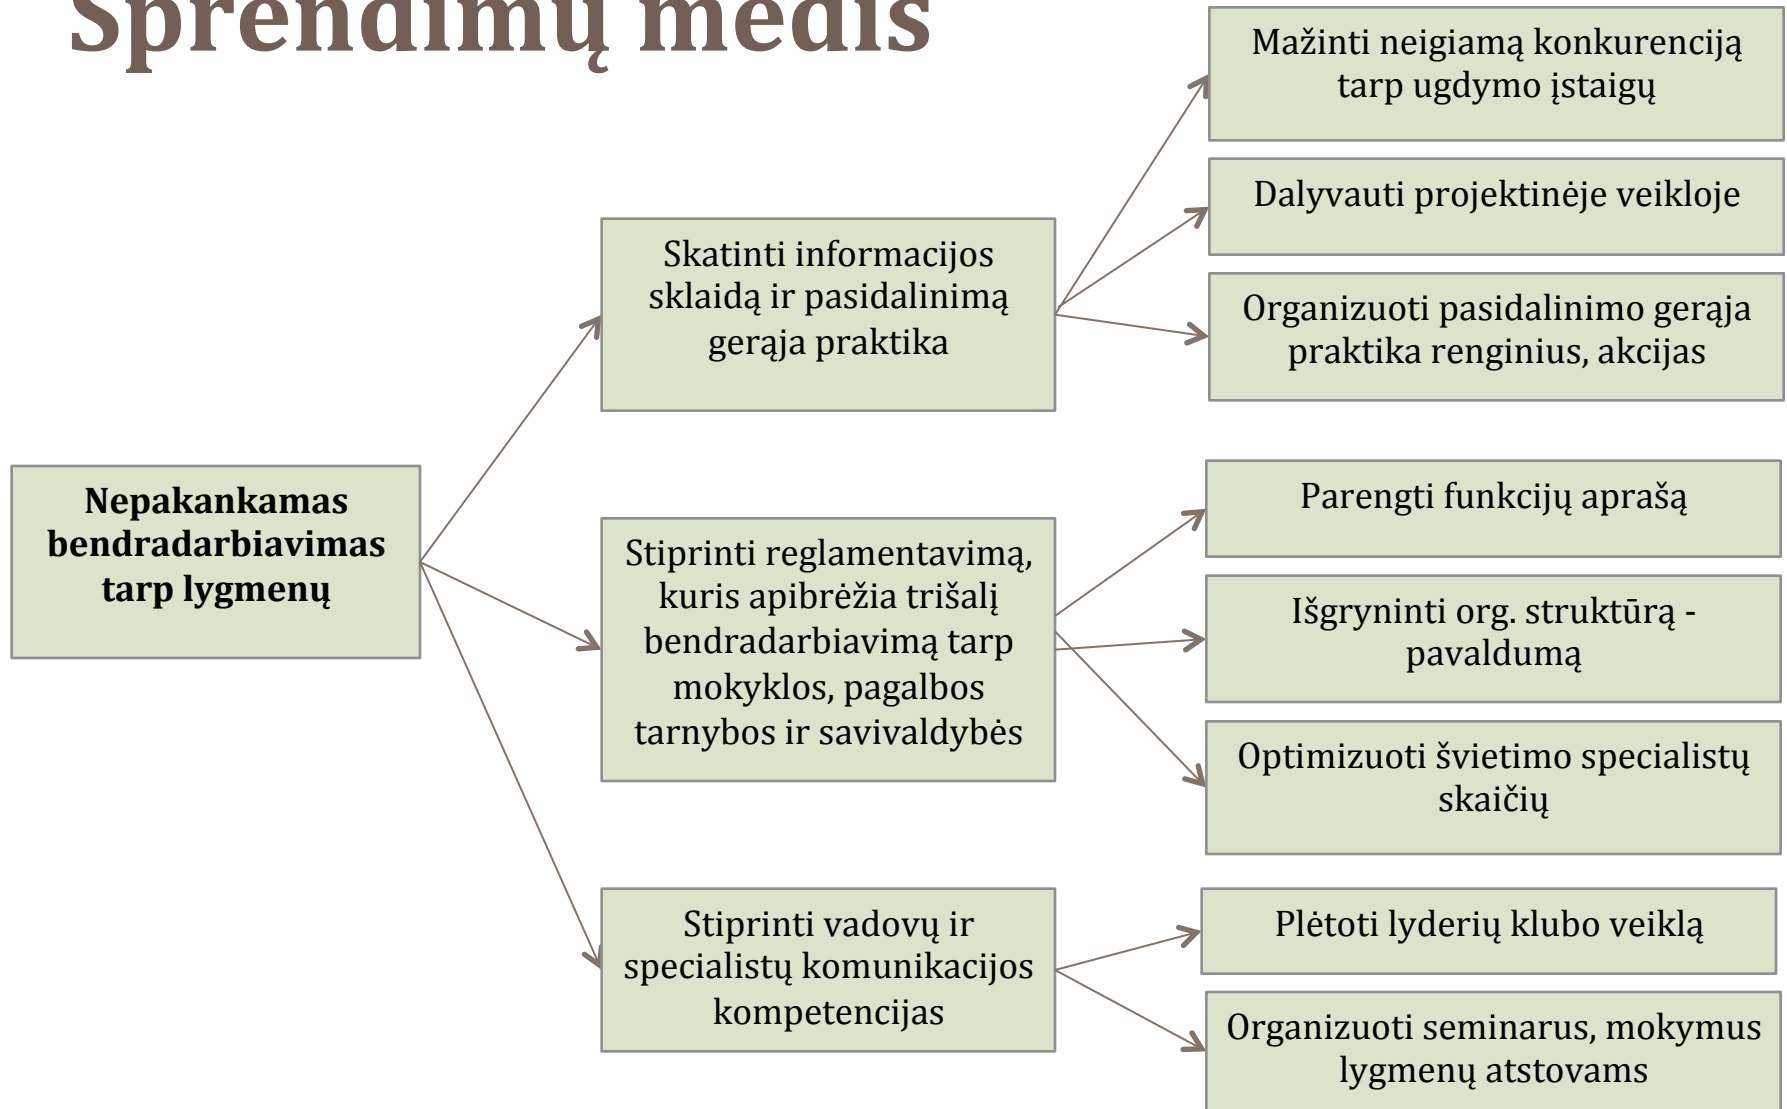 Sprendimų medis
Mažinti neigiamą konkurenciją
tarp ugdymo įstaigų
Dalyvauti projektinėje veikloje
Skatinti informacijos
sklaidą ir pasidalinimą
gerąja praktika
Organizuoti pasidalinimo gerąja
praktika renginius, akcijas
Nepakankamas
bendradarbiavimas
tarp lygmenų
Stiprinti reglamentavimą,
kuris apibrėžia trišalį
bendradarbiavimą tarp
mokyklos, pagalbos
tarnybos ir savivaldybės
Parengti funkcijų aprašą
Išgryninti org. struktūrą -
pavaldumą
Optimizuoti švietimo specialistų
skaičių
Stiprinti vadovų ir
specialistų komunikacijos
kompetencijas
Plėtoti lyderių klubo veiklą
Organizuoti seminarus, mokymus
lygmenų atstovams